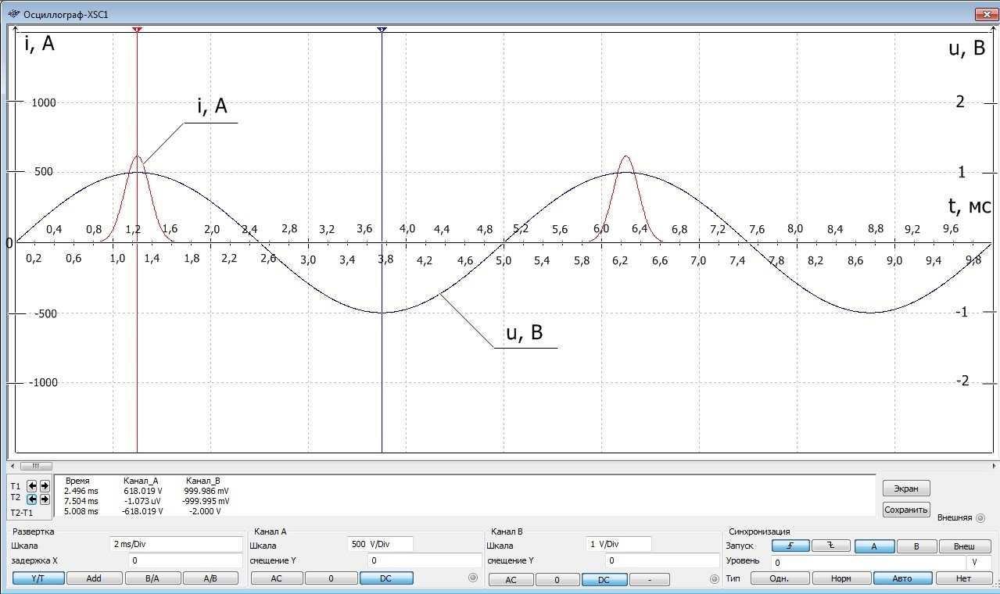 Осциллограф-XSC1
i, A
u, B
1000
2
i, A
500
1
t, мс
0,4 0,8 1,2 1,6 2,0 2,4 2,8 3,2 3,6 4,0 4,4 4,8 5,2 5,6 6,0 6,4 6,8 7,2 7,6 8,0 8,4 8,8 9,2 9,6
0
0,2 0,6 1,0 1,4 1,8 2,2 2,6 3,0 3,4 3,8 4,2 4,6 5,0 5,4 5,8 6,2 6,6 7,0 7,4 7,8 8,2 8,6 9,0 9,4 9,8
-500
-1
u, B
-1000
-2
T1
T2
T2-T1
Время Канал_A Канал_B
2.496 ms 618.019 V 999.986 mV
7.504 ms -1.073 uV -999.995 mV
5.008 ms -618.019 V -2.000 V
Экран
Сохранить
Внешняя
Развертка
Шкала 2 ms/Div
задержка X 0
Y/T Add B/A A/B
Канал A
Шкала 500 V/Div
смещение Y 0
AC 0 DC
Канал B
Шкала 1 V/Div
смещение Y 0
AC 0 DC -
Синхронизация
Запуск A B Внеш
Уровень 0 V
Тип Одн. Норм Авто Нет